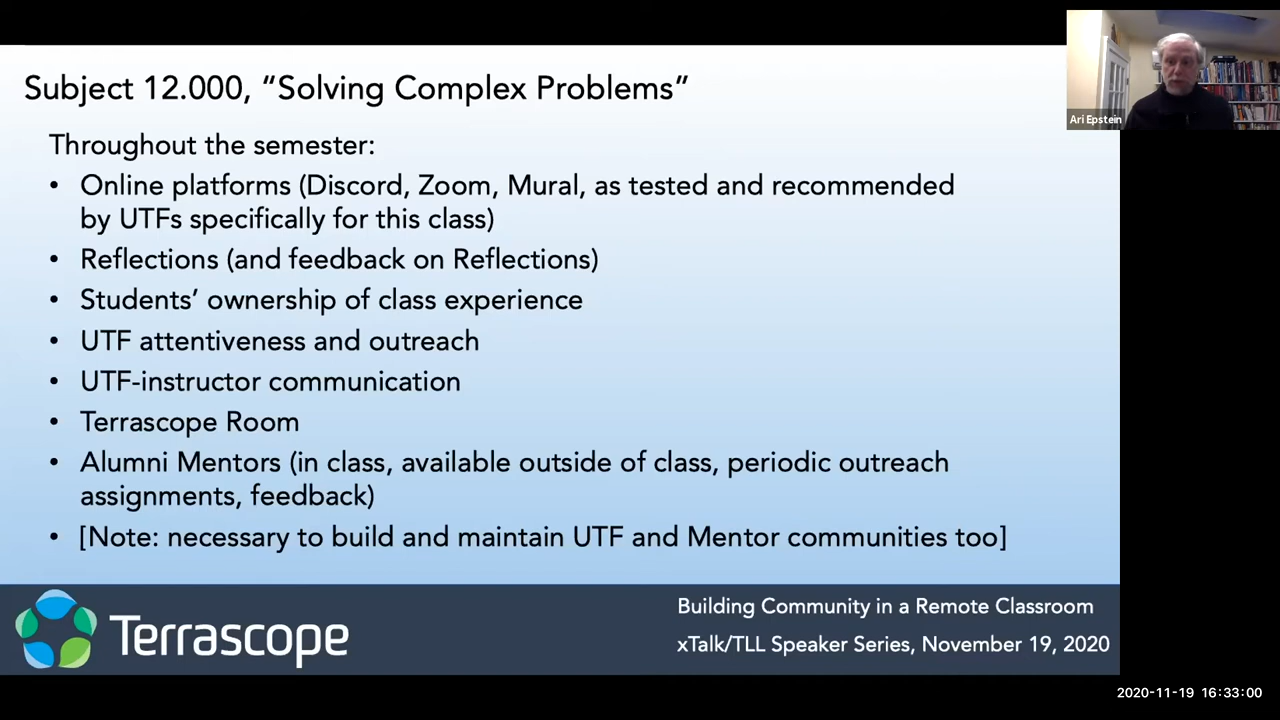 Subject 12.000, “Solving Complex Problems”
Ari Epstein
Throughout the semester:
• Online platforms (Discord, Zoom, Mural, as tested and recommended
by UTFs specifically for this class)
• Reflections (and feedback on Reflections)
• Students’ ownership of class experience
• UTF attentiveness and outreach
• UTF-instructor communication
• Terrascope Room
• Alumni Mentors (in class, available outside of class, periodic outreach
assignments, feedback)
• [Note: necessary to build and maintain UTF and Mentor communities too]
Terrascope
Building Community in a Remote Classroom
xTalk/TLL Speaker Series, November 19, 2020
2020-11-19 16:33:00